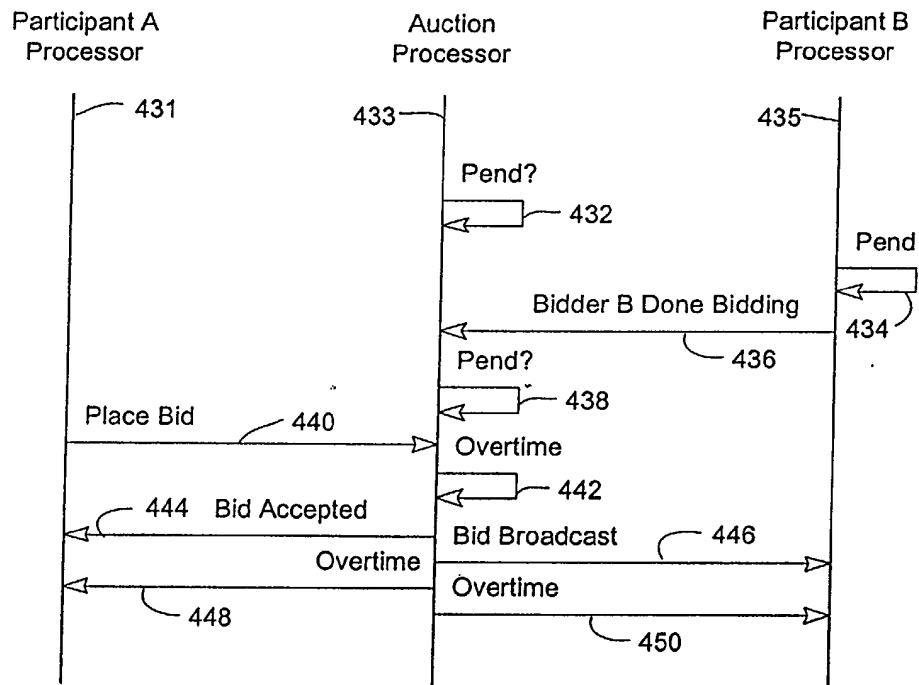 Participant A
Processor
Auction
Processor
Participant B
Processor
431
433
435
Pend?
432
Pend
434
Bidder B Done Bidding
436
Pend?
438
Place Bid
440
Overtime
442
444
Bid Accepted
Bid Broadcast
446
Overtime
448
Overtime
450